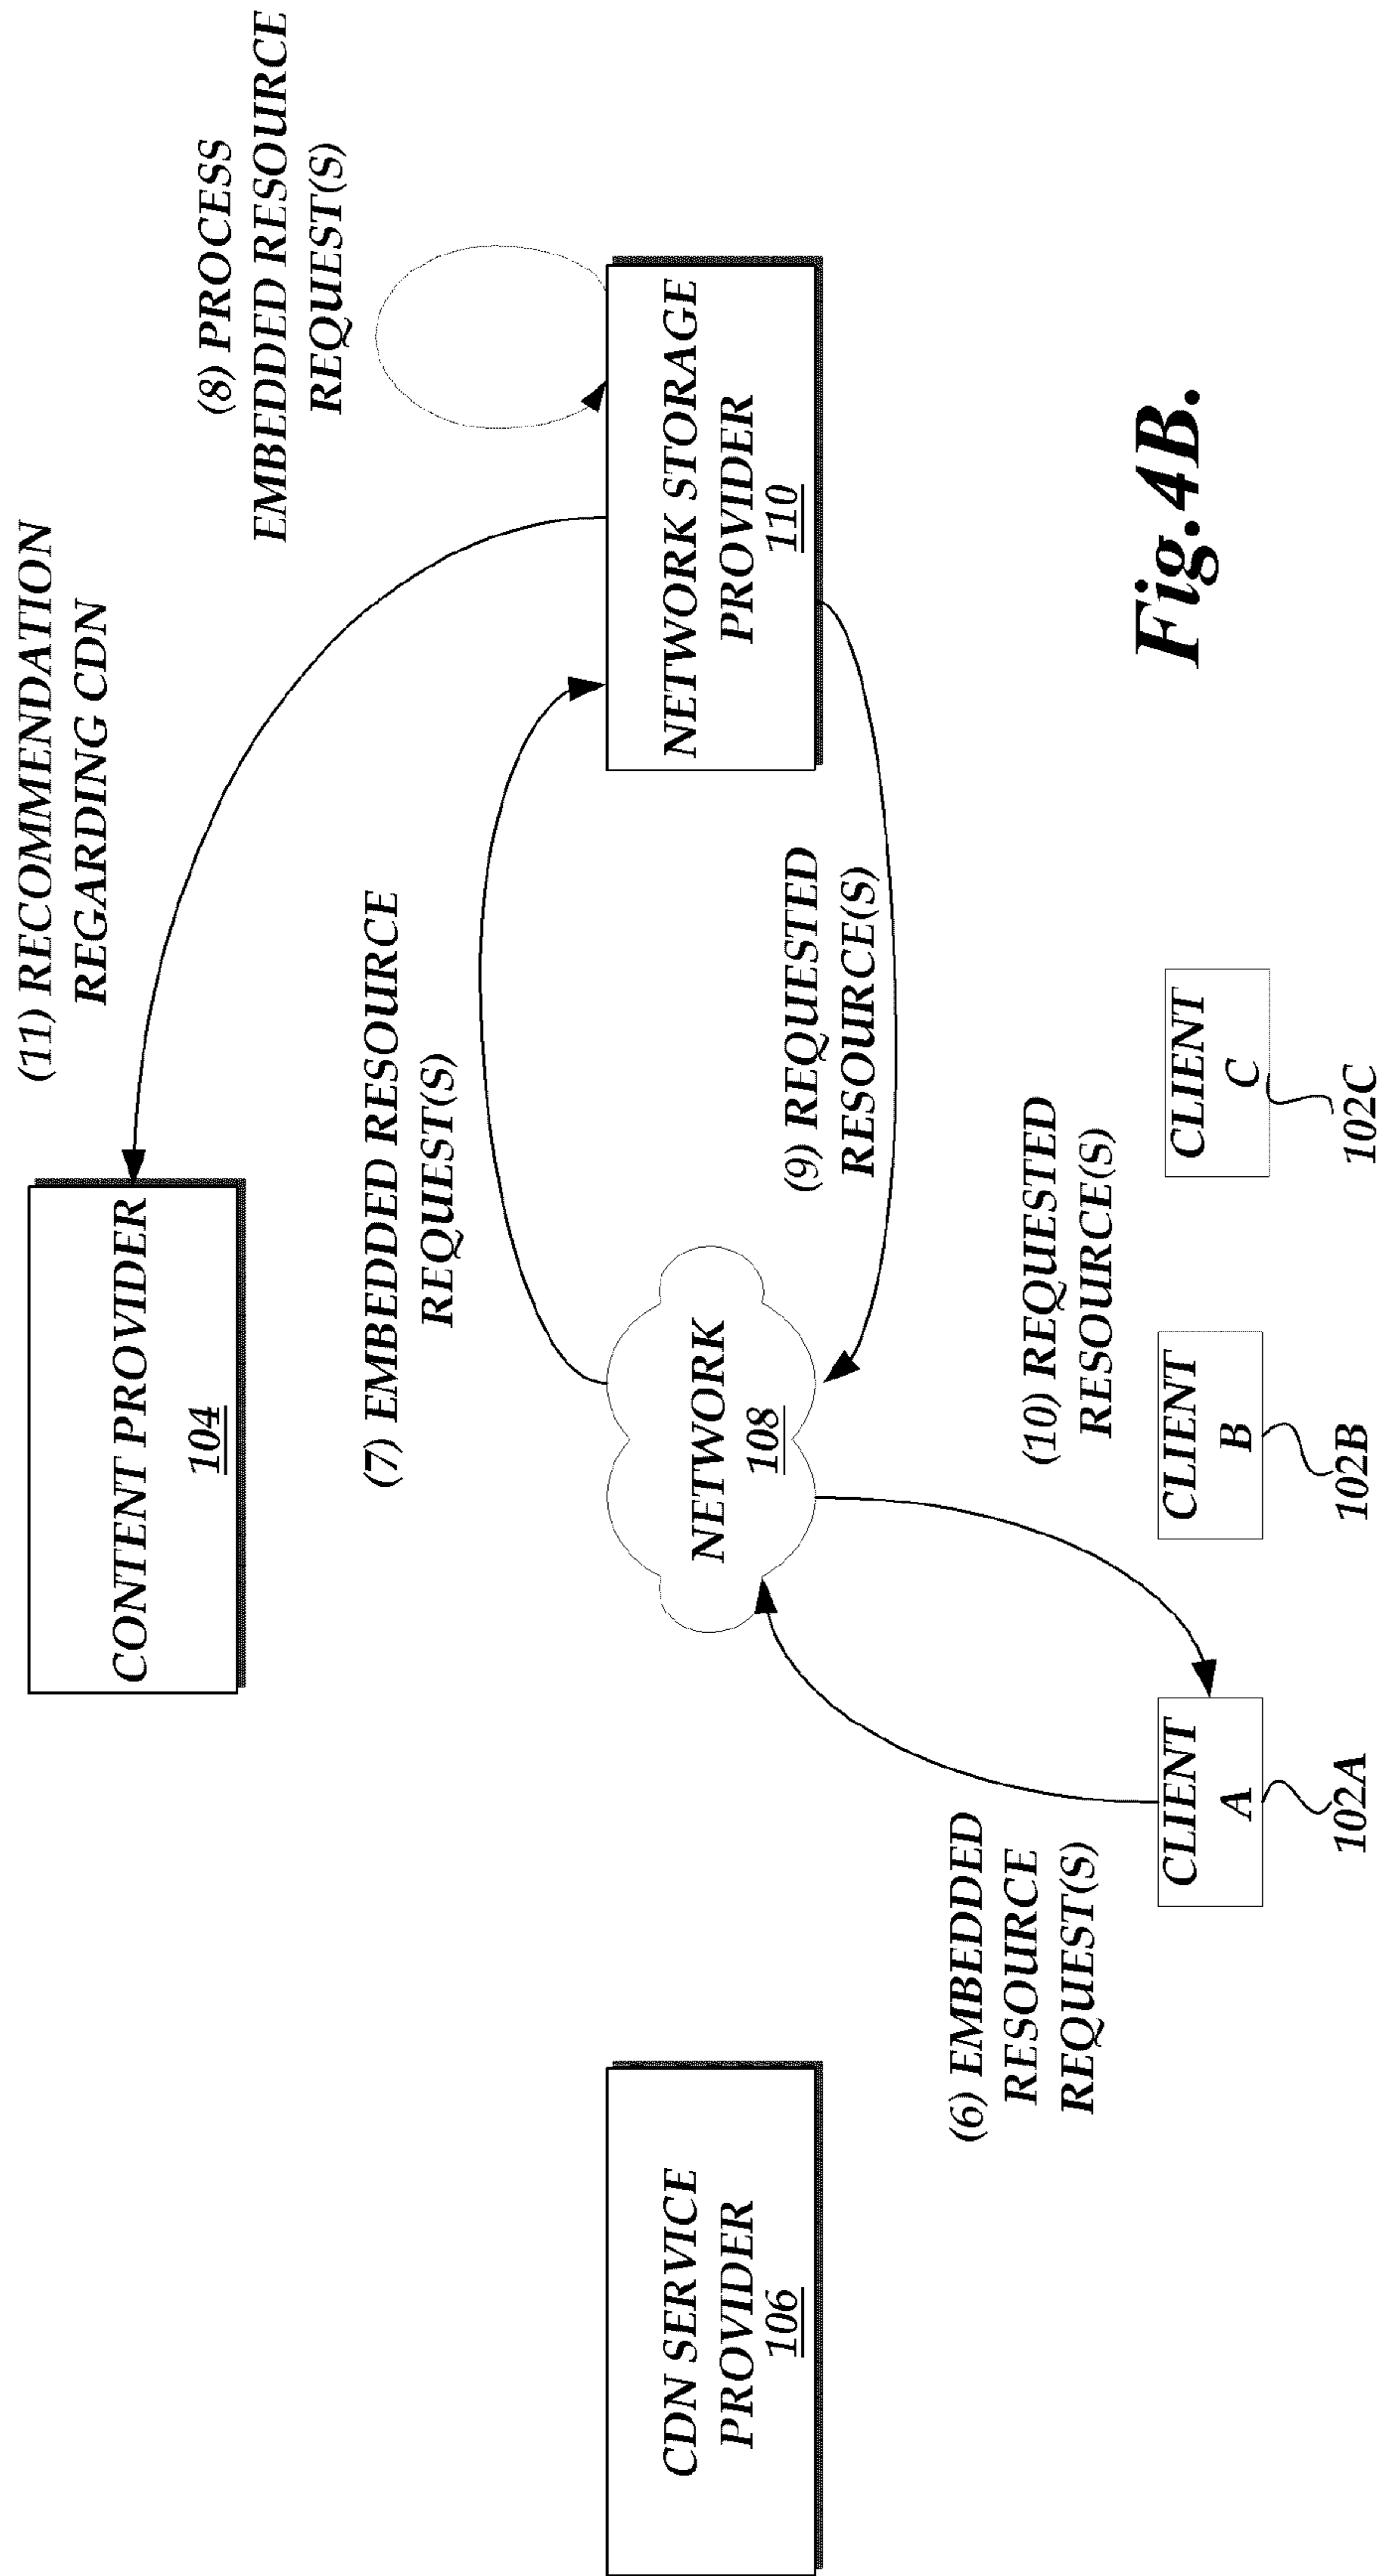 (11) RECOMMENDATION
REGARDING CDN
CONTENT PROVIDER
104
(8) PROCESS
EMBEDDED RESOURCE
REQUEST(S)
(7) EMBEDDED RESOURCE
REQUEST(S)
CDN SERVICE
PROVIDER
106
NETWORK
108
NETWORK STORAGE
PROVIDER
110
(9) REQUESTED
RESOURCE(S)
(6) EMBEDDED
RESOURCE
REQUEST(S)
(10) REQUESTED
RESOURCE(S)
CLIENT
A
102A
CLIENT
B
102B
CLIENT
C
102C
Fig.4B.